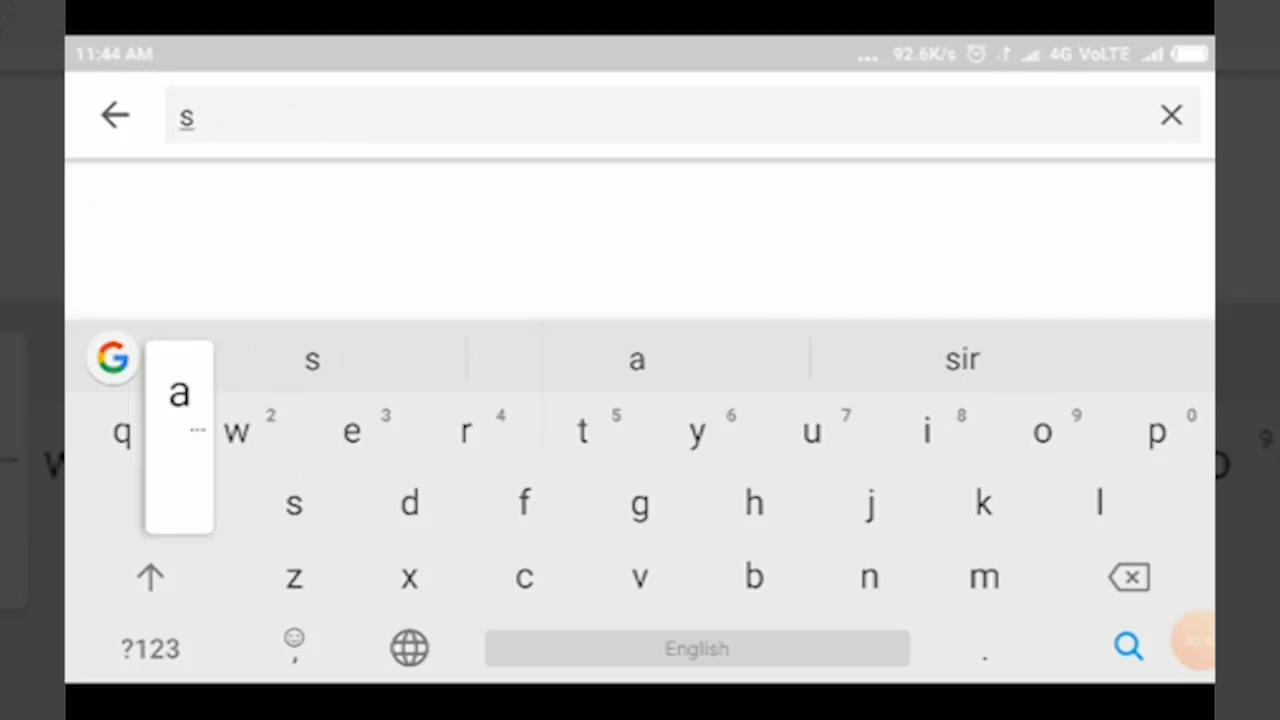 11:44 AM ... 92.6K/s 4G VoLTE
s
s a sir
a
q w 2 e 3 r 4 t 5 y 6 u 7 i 8 o 9 p 0
s d f g h j k l
z x c v b n m
?123 , English .